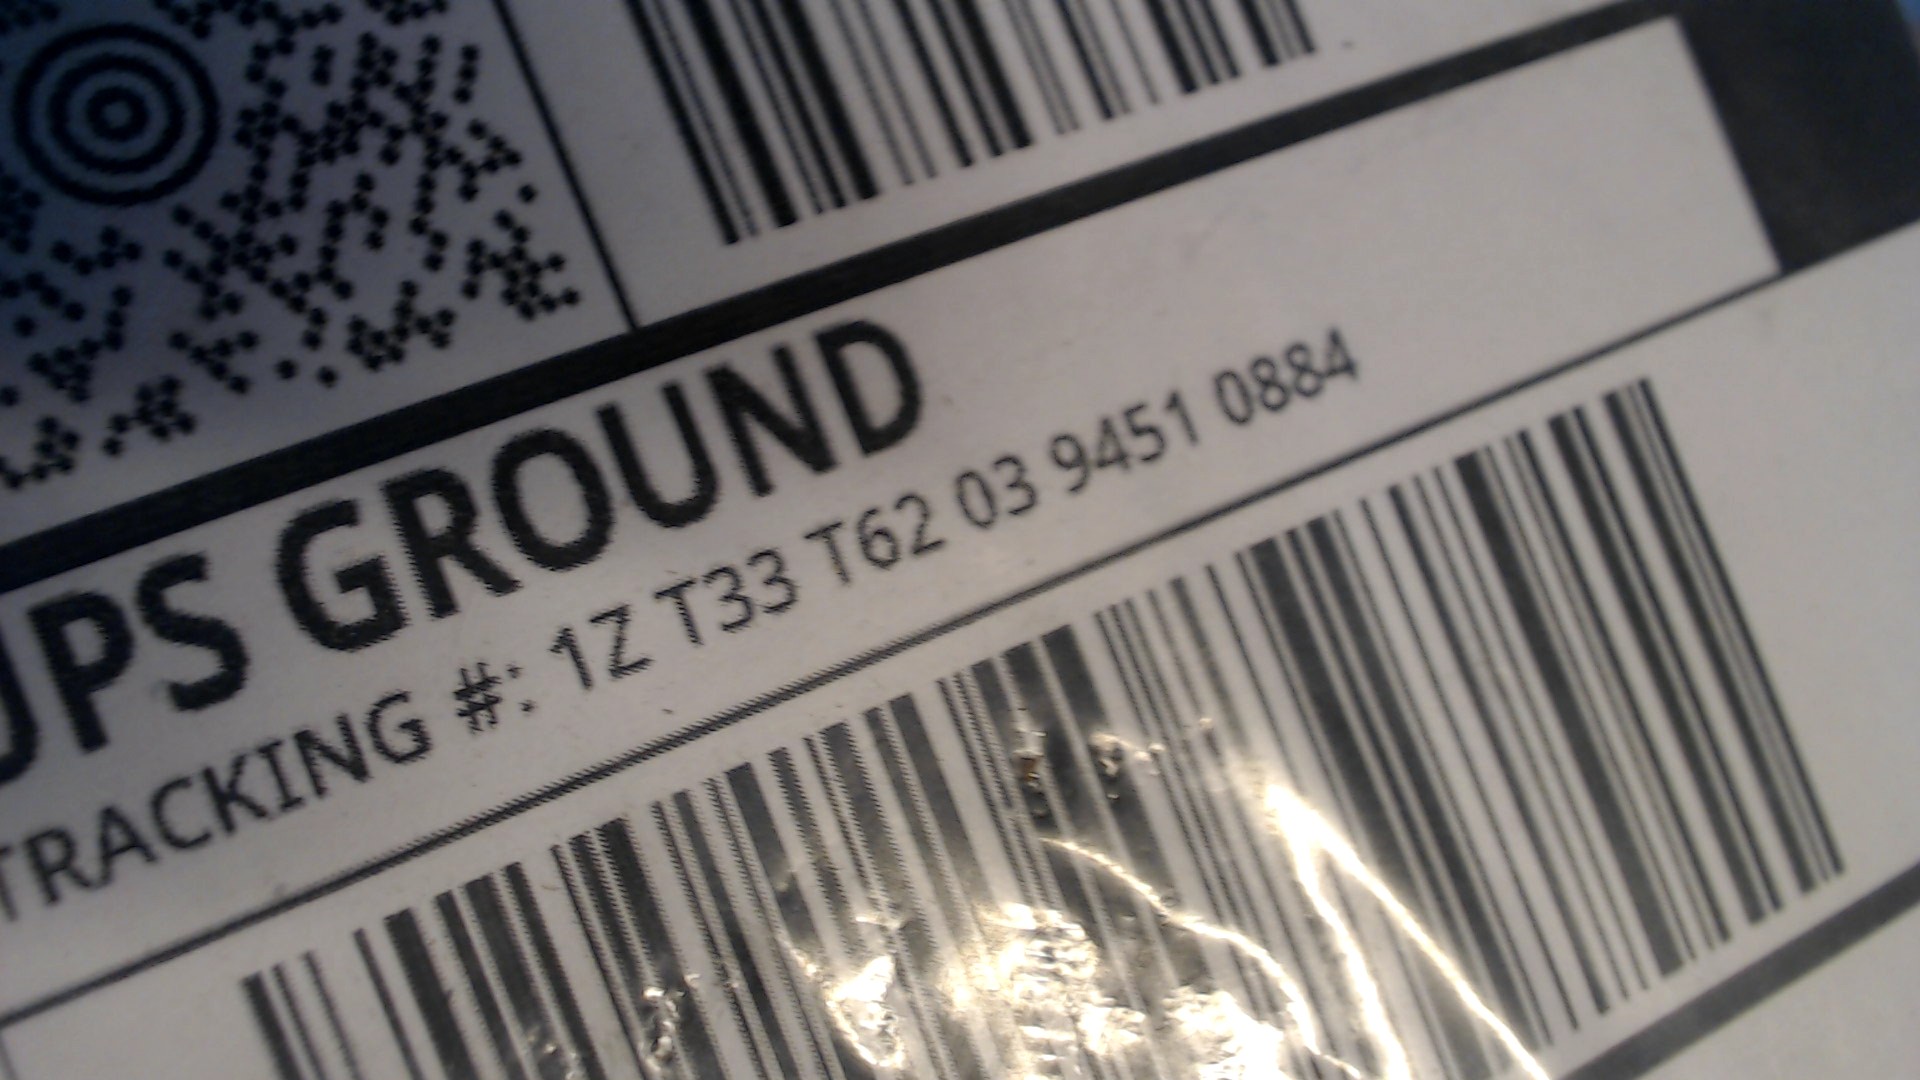 UPS GROUND
TRACKING #: 1Z T33 T62 03 9451 0884